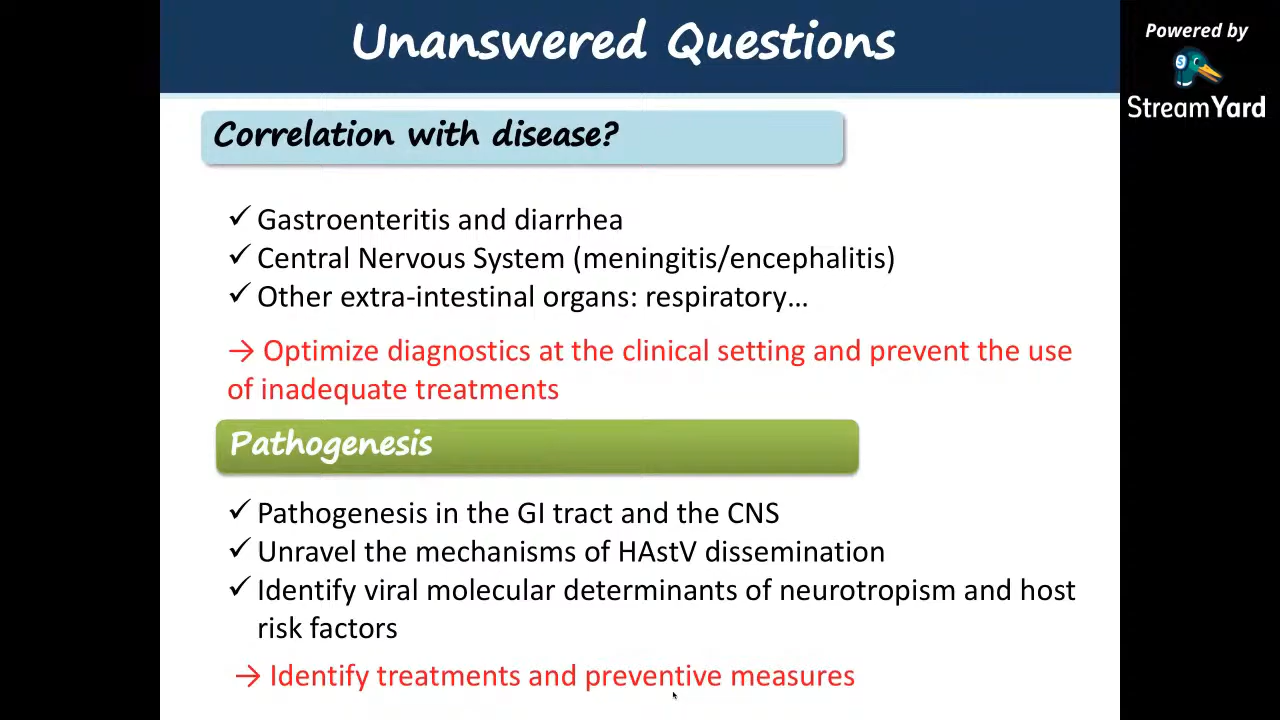 Unanswered Questions
Powered by
StreamYard
Correlation with disease?
✓ Gastroenteritis and diarrhea
✓ Central Nervous System (meningitis/encephalitis)
✓ Other extra-intestinal organs: respiratory…
→ Optimize diagnostics at the clinical setting and prevent the use
of inadequate treatments
Pathogenesis
✓ Pathogenesis in the GI tract and the CNS
✓ Unravel the mechanisms of HAstV dissemination
✓ Identify viral molecular determinants of neurotropism and host
risk factors
→ Identify treatments and preventive measures